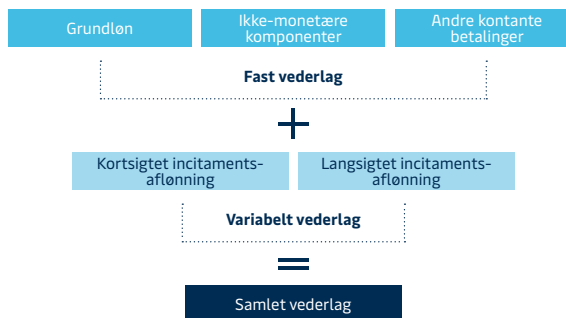 Grundløn
Ikke-monetære
komponenter
Andre kontante
betalinger
Fast vederlag
+
Kortsigtet incitaments-
aflønning
Langsigtet incitaments-
aflønning
Variabelt vederlag
=
Samlet vederlag